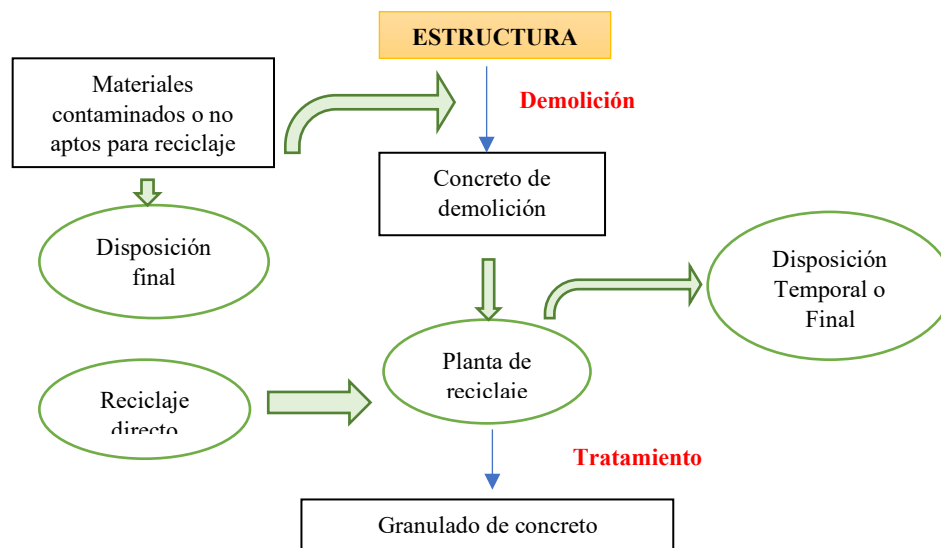 ESTRUCTURA
Materiales
contaminados o no
aptos para reciclaje
Demolición
Concreto de
demolición
Disposición
final
Disposición
Temporal o
Final
Planta de
reciclaje
Reciclaje
directo
Tratamiento
Granulado de concreto